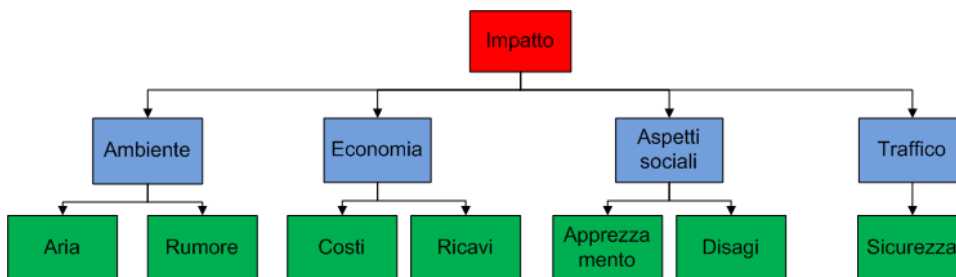 Impatto
Ambiente
Economia
Aspetti
sociali
Traffico
Aria
Rumore
Costi
Ricavi
Apprezza
mento
Disagi
Sicurezza